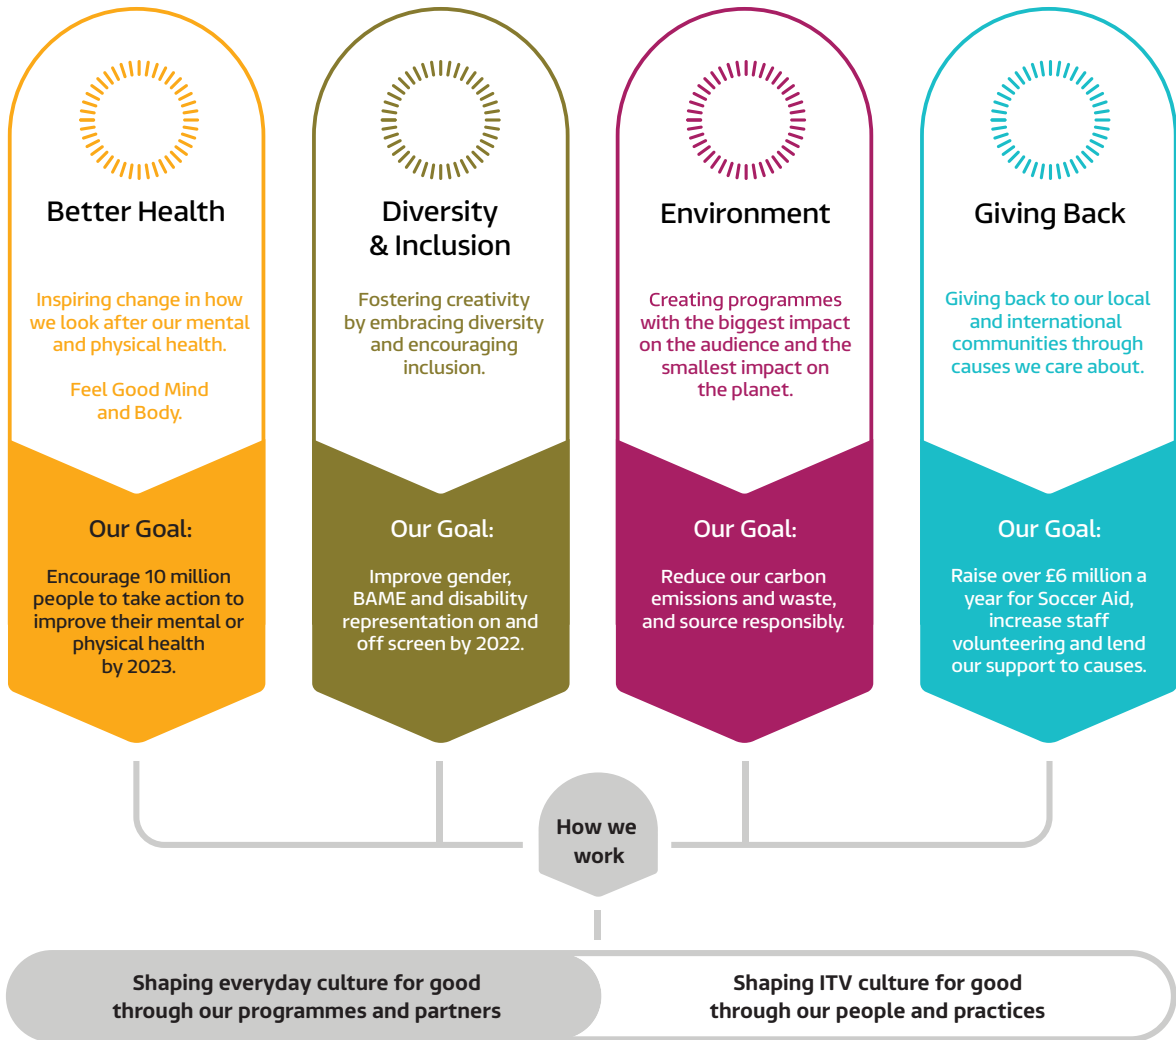 Better Health
Inspiring change in how
we look after our mental
and physical health.
Feel Good Mind
and Body.
Our Goal:
Encourage 10 million
people to take action to
improve their mental or
physical health
by 2023.
Diversity
& Inclusion
Fostering creativity
by embracing diversity
and encouraging
inclusion.
Our Goal:
Improve gender,
BAME and disability
representation on and
off screen by 2022.
Environment
Creating programmes
with the biggest impact
on the audience and the
smallest impact on
the planet.
Our Goal:
Reduce our carbon
emissions and waste,
and source responsibly.
Giving Back
Giving back to our local
and international
communities through
causes we care about.
Our Goal:
Raise over £6 million a
year for Soccer Aid,
increase staff
volunteering and lend
our support to causes.
How we
work
Shaping everyday culture for good
through our programmes and partners
Shaping ITV culture for good
through our people and practices